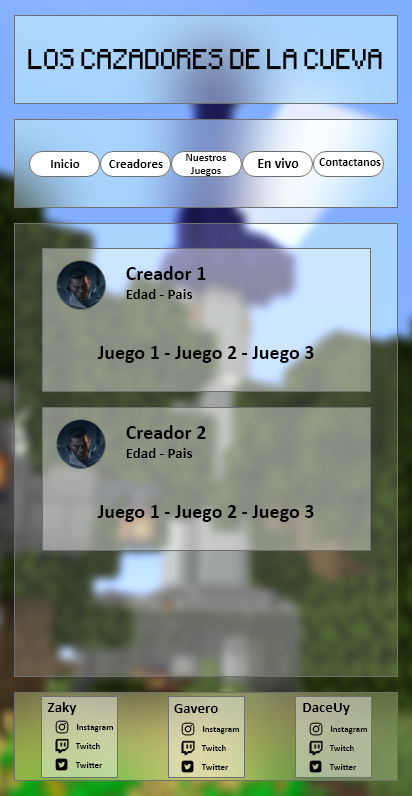 LOS CAZADORES DE LA CUEVA
Inicio
Creadores
Nuestros
Juegos
En vivo
Contactanos
Creador 1
Edad - Pais
Juego 1 - Juego 2 - Juego 3
Creador 2
Edad - Pais
Juego 1 - Juego 2 - Juego 3
Zaky
Instagram
Twitch
Twitter
Gavero
Instagram
Twitch
Twitter
DaceUy
Instagram
Twitch
Twitter